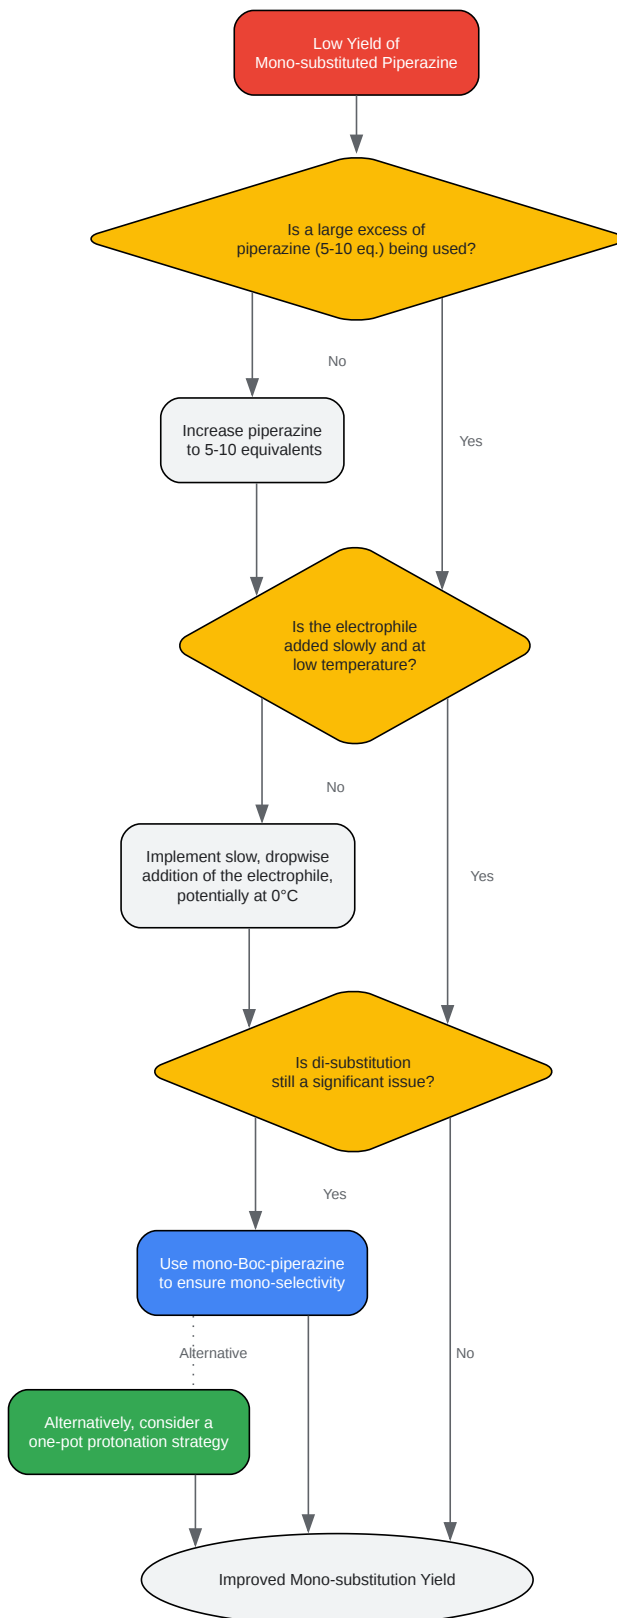 Low Yield of
Mono-substituted Piperazine
Is a large excess of
piperazine (5-10 eq.) being used?
No
Increase piperazine
to 5-10 equivalents
Yes
Is the electrophile
added slowly and at
low temperature?
No
Implement slow, dropwise
addition of the electrophile,
potentially at 0°C
Yes
Is di-substitution
still a significant issue?
Yes
Use mono-Boc-piperazine
to ensure mono-selectivity
Alternative
No
Alternatively, consider a
one-pot protonation strategy
Improved Mono-substitution Yield